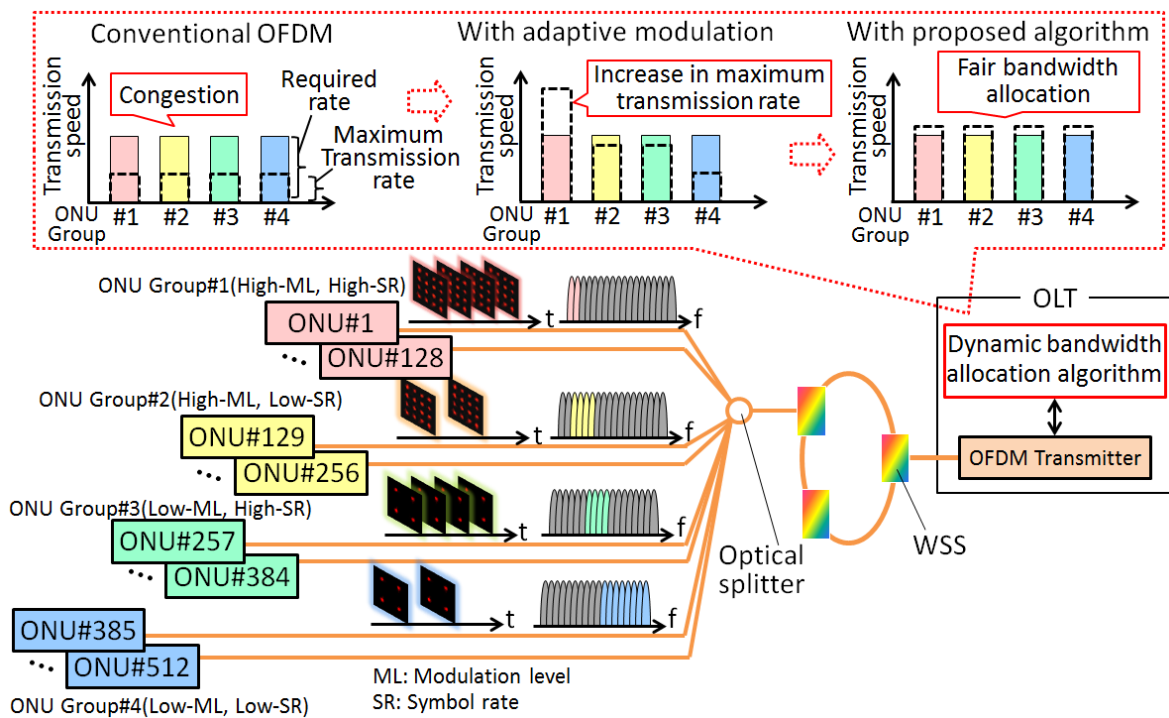 Conventional OFDM
Transmission
speed
Congestion
Required
rate
Maximum
Transmission
rate
ONU
Group
#1 #2 #3 #4
With adaptive modulation
Transmission
speed
Increase in maximum
transmission rate
ONU
Group
#1 #2 #3 #4
With proposed algorithm
Transmission
speed
Fair bandwidth
allocation
ONU
Group
#1 #2 #3 #4
ONU Group#1(High-ML, High-SR)
ONU#1
ONU#128
t
f
ONU Group#2(High-ML, Low-SR)
ONU#129
ONU#256
t
f
ONU Group#3(Low-ML, High-SR)
ONU#257
ONU#384
t
f
ONU#385
ONU#512
t
f
ONU Group#4(Low-ML, Low-SR)
ML: Modulation level
SR: Symbol rate
Optical
splitter
WSS
OLT
Dynamic bandwidth
allocation algorithm
OFDM Transmitter